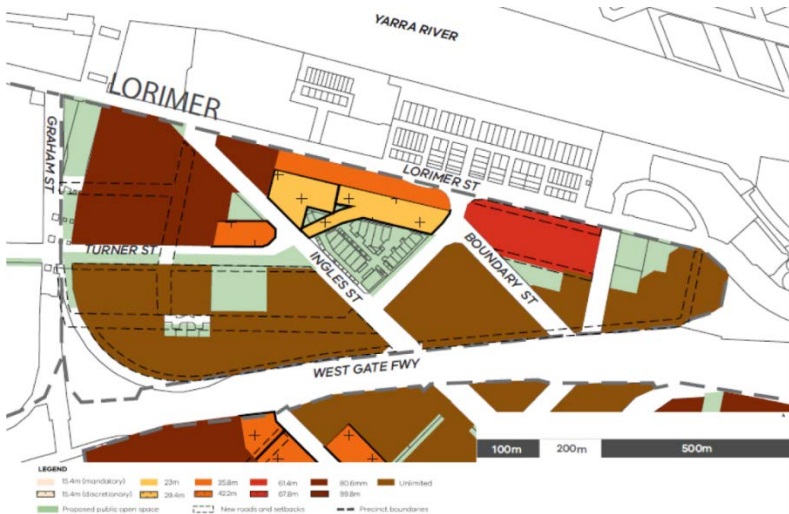 YARRA RIVER
LORIMER
GRAHAM ST
LORIMER ST
TURNER ST
INGLES ST
BOUNDARY ST
WEST GATE FWY
100m 200m 500m
LEGEND
15.4m (mandatory) 23m 35.8m 61.4m 80.6mm Unlimited
15.4m (discretionary) 29.4m 42.2m 67.8m 99.8m
Proposed public open space New roads and setbacks Precinct boundaries